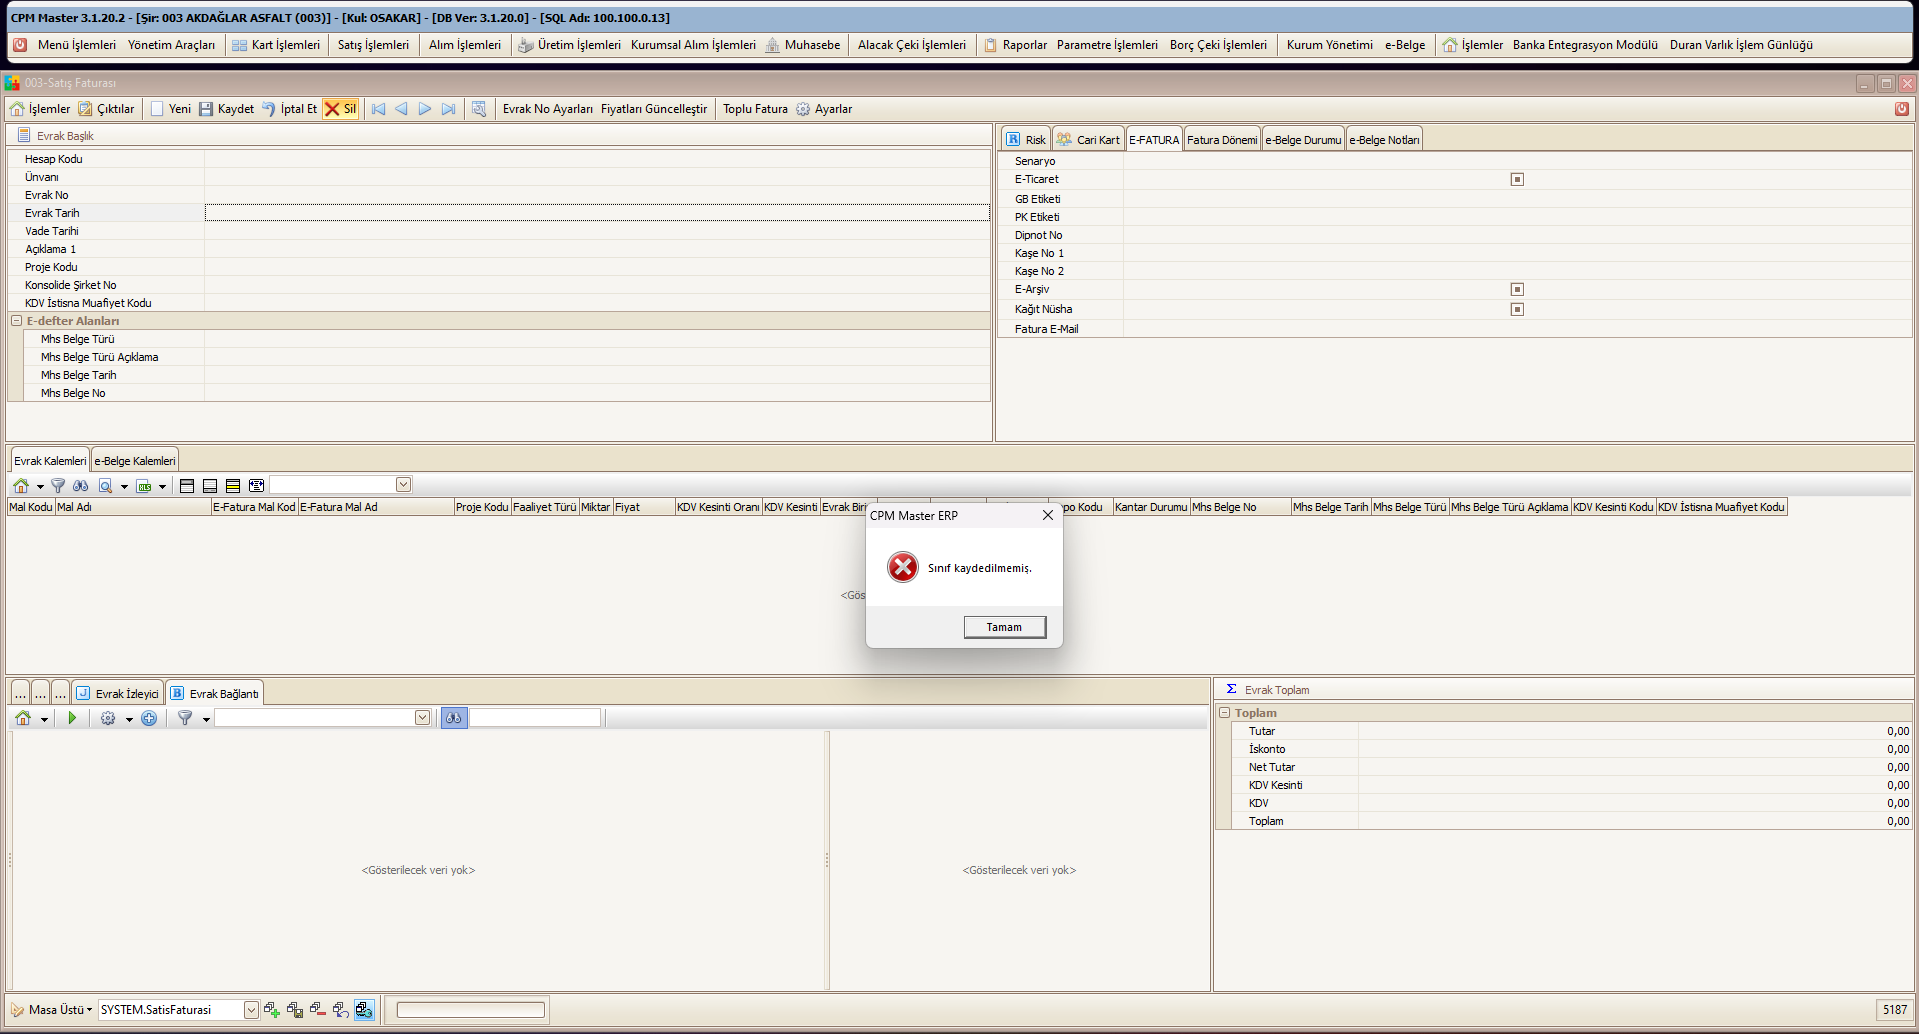 CPM Master 3.1.20.2 - [Şir: 003 AKDAĞLAR ASFALT (003)] - [Kul: OSAKAR] - [DB Ver: 3.1.20.0] - [SQL Adı: 100.100.0.13]
Menü İşlemleri Yönetim Araçları Kart İşlemleri Satış İşlemleri Alım İşlemleri Üretim İşlemleri Kurumsal Alım İşlemleri Muhasebe Alacak Çeki İşlemleri Raporlar Parametre İşlemleri Borç Çeki İşlemleri Kurum Yönetimi e-Belge İşlemler Banka Entegrasyon Modülü Duran Varlık İşlem Günlüğü
003-Satış Faturası
İşlemler Çıktılar Yeni Kaydet İptal Et Sil Evrak No Ayarları Fiyatları Güncelleştir Toplu Fatura Ayarlar
Evrak Başlık
Hesap Kodu
Ünvanı
Evrak No
Evrak Tarih
Vade Tarihi
Açıklama 1
Proje Kodu
Konsolide Şirket No
KDV İstisna Muafiyet Kodu
E-defter Alanları
Mhs Belge Türü
Mhs Belge Türü Açıklama
Mhs Belge Tarih
Mhs Belge No
Risk Cari Kart E-FATURA Fatura Dönemi e-Belge Durumu e-Belge Notları
Senaryo
E-Ticaret
GB Etiketi
PK Etiketi
Dipnot No
Kaşe No 1
Kaşe No 2
E-Arşiv
Kağıt Nüsha
Fatura E-Mail
Evrak Kalemleri e-Belge Kalemleri
Mal Kodu Mal Adı E-Fatura Mal Kod E-Fatura Mal Ad Proje Kodu Faaliyet Türü Miktar Fiyat KDV Kesinti Oranı KDV Kesinti Evrak Biri po Kodu Kantar Durumu Mhs Belge No Mhs Belge Tarih Mhs Belge Türü Mhs Belge Türü Açıklama KDV Kesinti Kodu KDV İstisna Muafiyet Kodu
<Gös
CPM Master ERP
Sınıf kaydedilmemiş.
Tamam
... ... ... Evrak İzleyici Evrak Bağlantı
<Gösterilecek veri yok>
<Gösterilecek veri yok>
Evrak Toplam
Toplam
Tutar 0,00
İskonto 0,00
Net Tutar 0,00
KDV Kesinti 0,00
KDV 0,00
Toplam 0,00
Masa Üstü SYSTEM.SatisFaturasi 5187